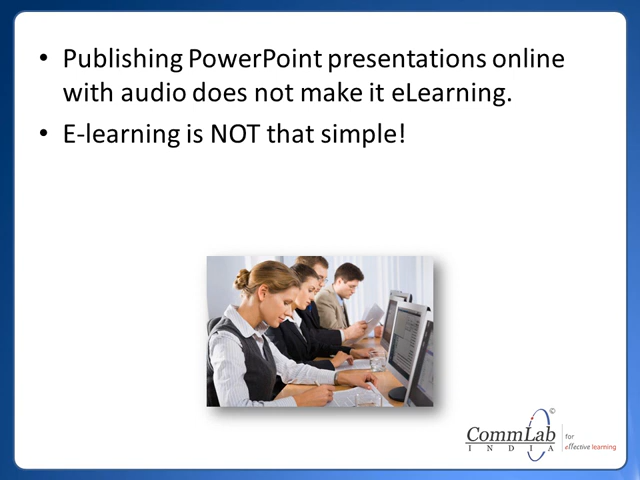 • Publishing PowerPoint presentations online
with audio does not make it eLearning.
• E-learning is NOT that simple!
©
CommLab
INDIA
for
effective learning